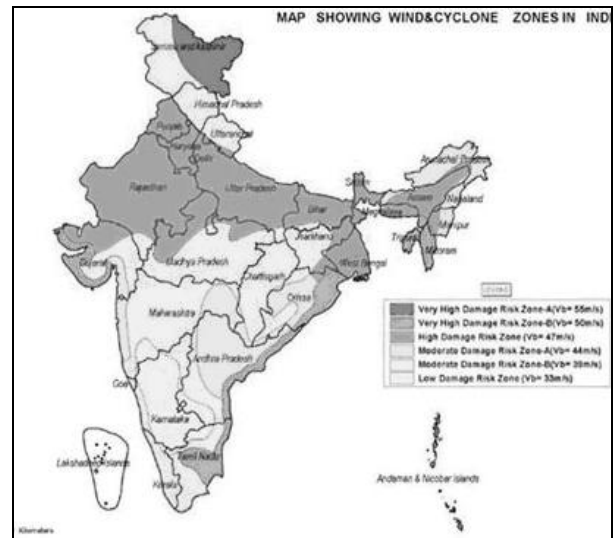 MAP SHOWING WIND&CYCLONE ZONES IN INDI
Jammu and Kashmir
Himachal Pradesh
Punjab
Uttaranchal
Haryana
Delhi
Arunachal Pradesh
Rajasthan
Uttar Pradesh
Sikkim
Assam
Nagaland
Bihar
Meghalaya
Manipur
Jharkhand
Tripura
Mizoram
Gujarat
Madhya Pradesh
West Bengal
Chattisgarh
Orissa
Maharashtra
LEGEND
Very High Damage Risk Zone-A(Vb= 55m/s)
Very High Damage Risk Zone-B(Vb= 50m/s)
High Damage Risk Zone (Vb= 47m/s)
Moderate Damage Risk Zone-A(Vb= 44m/s)
Moderate Damage Risk Zone-B(Vb= 39m/s)
Low Damage Risk Zone (Vb= 33m/s)
Andhra Pradesh
Goa
Karnataka
Lakshadwip Islands
Tamil Nadu
Kerala
Andaman & Nicobar Islands
Kilometers